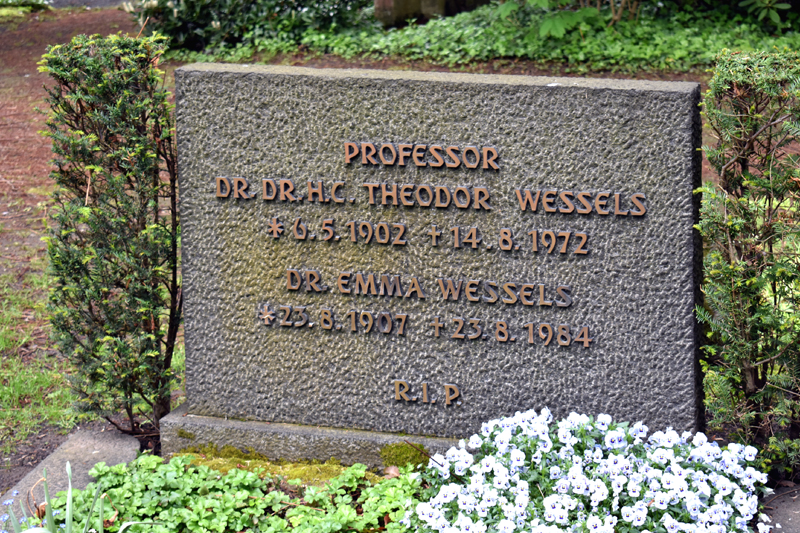 PROFESSOR
DR. DR. H.C. THEODOR WESSELS
* 6.5.1902 † 14.8.1972
DR. EMMA WESSELS
* 23.8.1907 † 23.8.1984
R.I.P